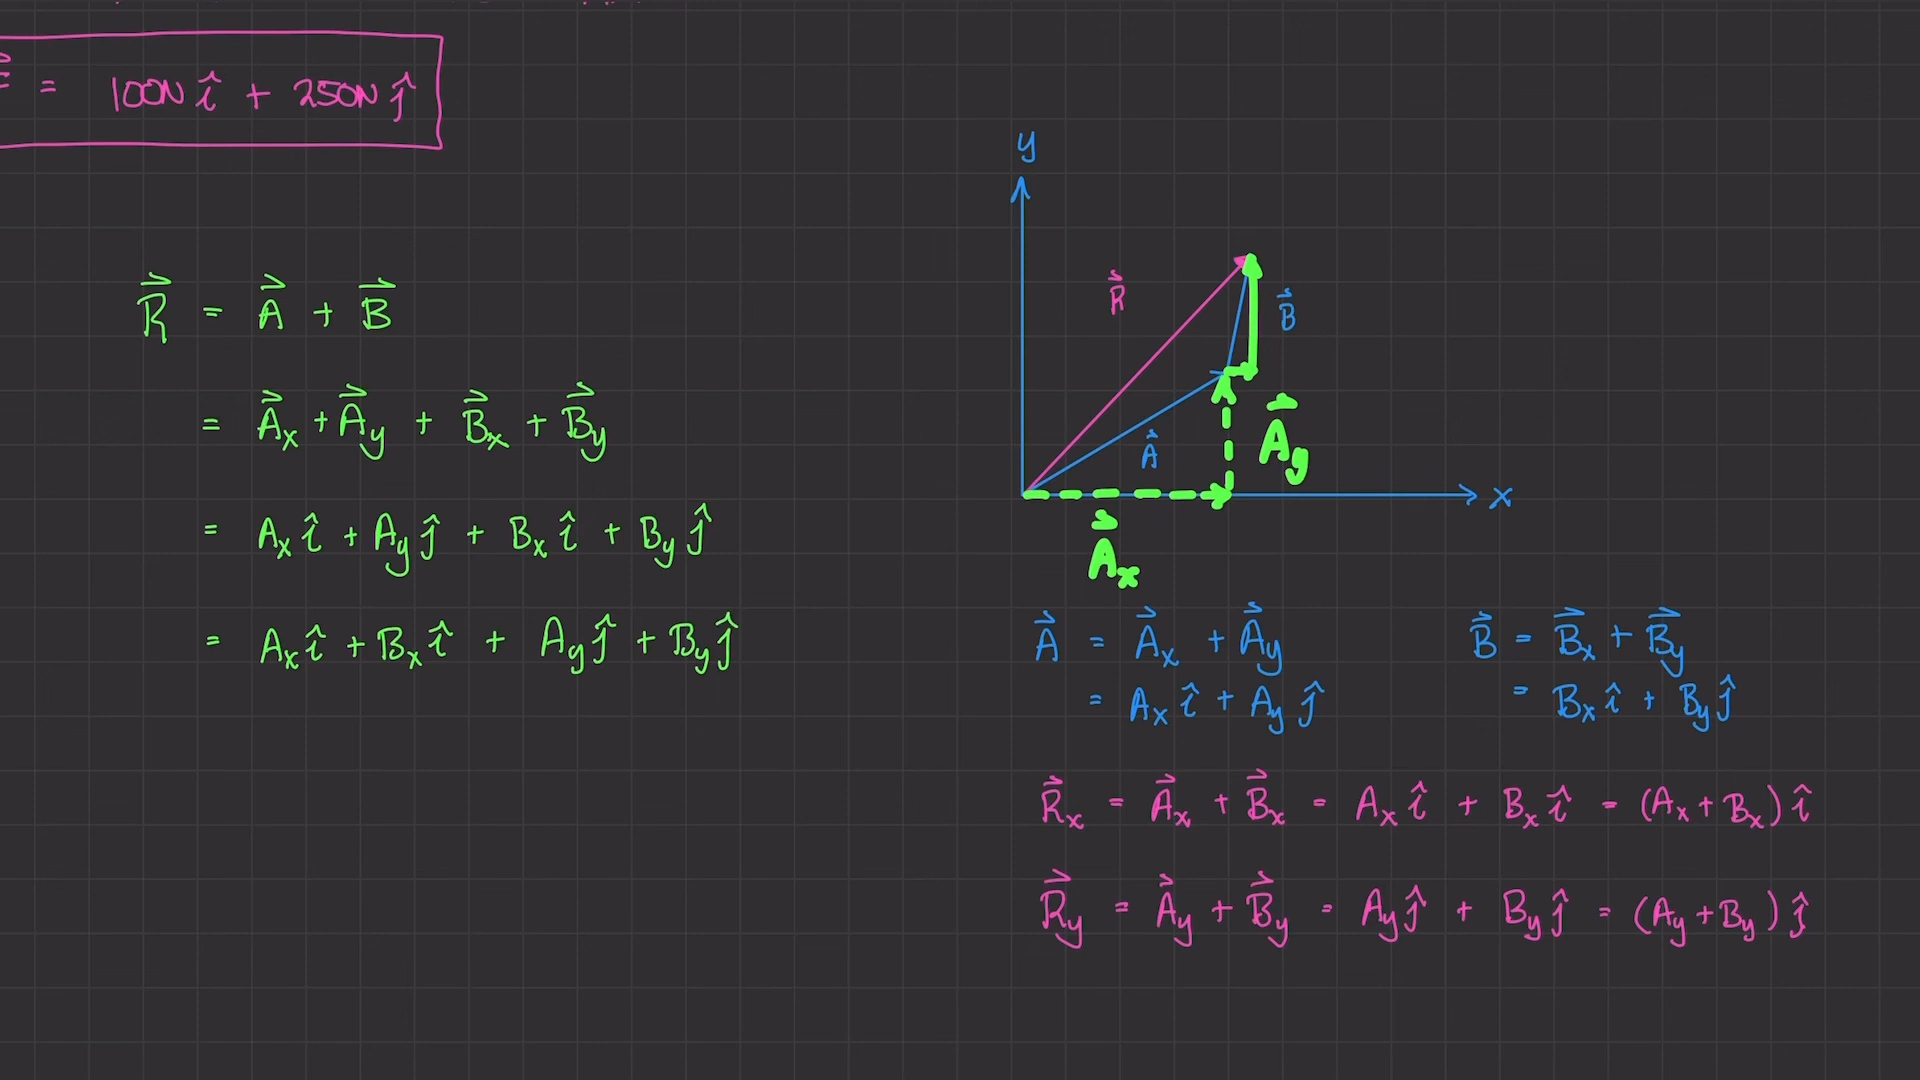 = 100N î + 250N ĵ
R⃗ = A⃗ + B⃗
= A⃗x + A⃗y + B⃗x + B⃗y
= Ax î + Ay ĵ + Bx î + By ĵ
= Ax î + Bx î + Ay ĵ + By ĵ
y
R⃗
B⃗
A⃗
A⃗y
x
A⃗x
A⃗ = A⃗x + A⃗y
= Ax î + Ay ĵ
B⃗ = B⃗x + B⃗y
= Bx î + By ĵ
R⃗x = A⃗x + B⃗x = Ax î + Bx î = (Ax + Bx) î
R⃗y = A⃗y + B⃗y = Ay ĵ + By ĵ = (Ay + By) ĵ